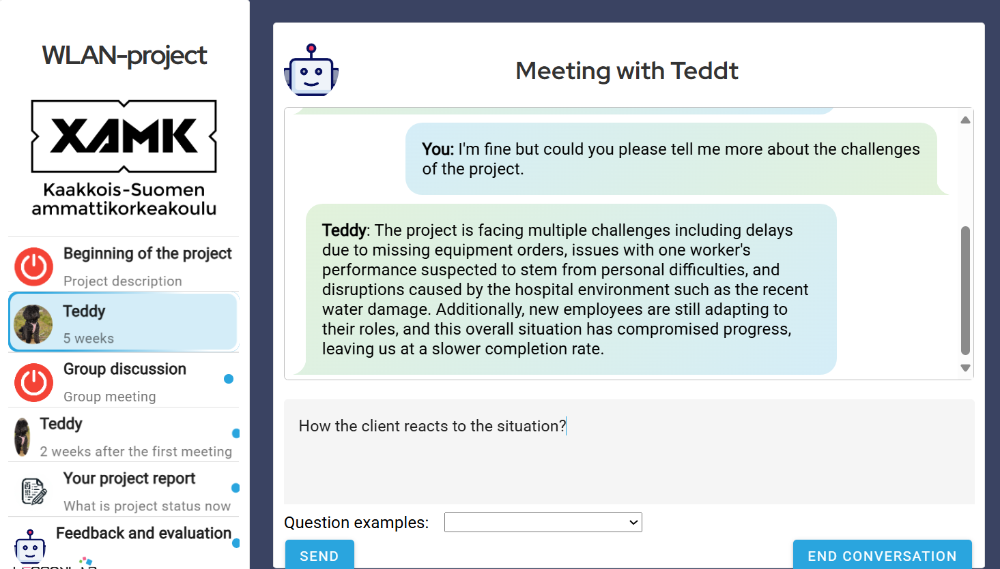 WLAN-project
XAMK
Kaakkois-Suomen
ammattikorkeakoulu
Beginning of the project
Project description
Teddy
5 weeks
Group discussion
Group meeting
Teddy
2 weeks after the first meeting
Your project report
What is project status now
Feedback and evaluation
Meeting with Teddt
You: I'm fine but could you please tell me more about the challenges
of the project.
Teddy: The project is facing multiple challenges including delays
due to missing equipment orders, issues with one worker's
performance suspected to stem from personal difficulties, and
disruptions caused by the hospital environment such as the recent
water damage. Additionally, new employees are still adapting to
their roles, and this overall situation has compromised progress,
leaving us at a slower completion rate.
How the client reacts to the situation?
Question examples:
SEND
END CONVERSATION